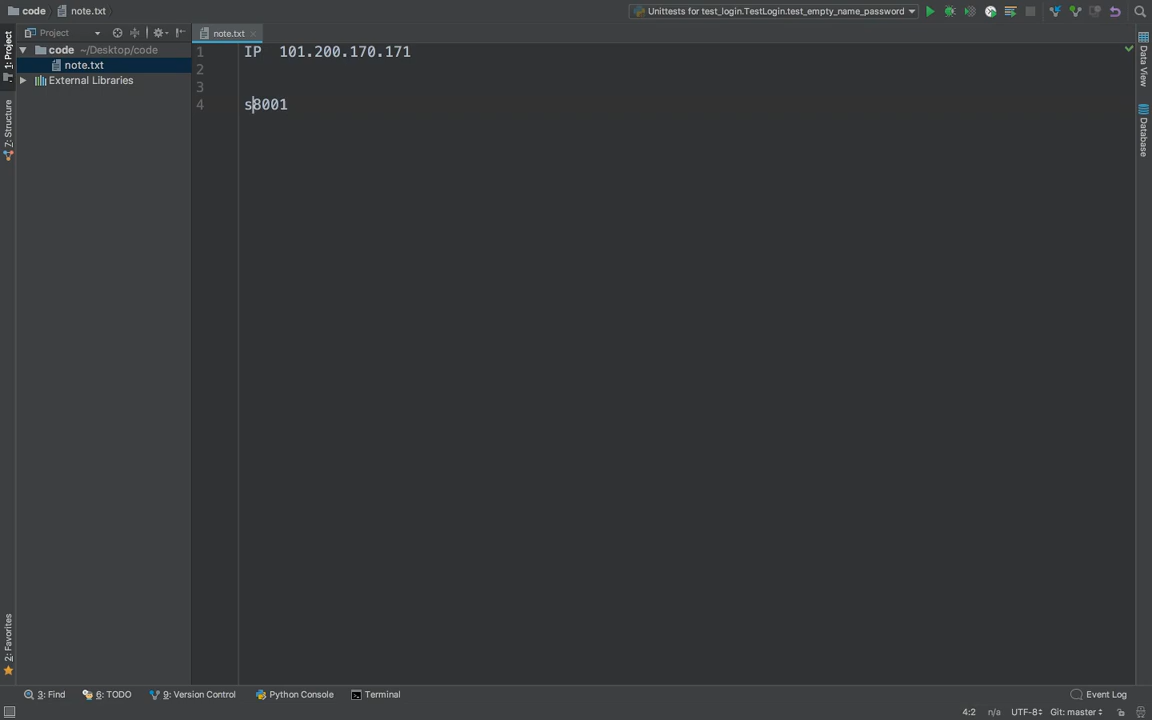 code note.txt Unittests for test_login.TestLogin.test_empty_name_password
Project note.txt
1: Project
code ~/Desktop/code
note.txt
External Libraries
Z: Structure
2: Favorites
1 IP 101.200.170.171
2
3
4 s8001
Data View
Database
3: Find 6: TODO 9: Version Control Python Console Terminal Event Log
4:2 n/a UTF-8 Git: master